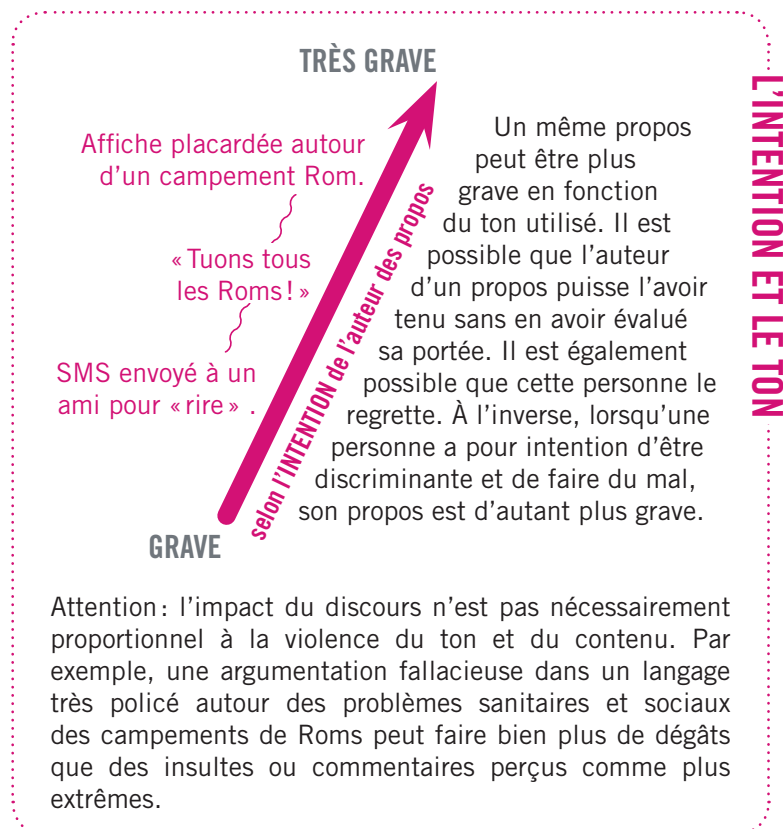 L'INTENTION ET LE TON
TRÈS GRAVE
Affiche placardée autour
d'un campement Rom.
« Tuons tous
les Roms ! »
SMS envoyé à un
ami pour « rire » .
GRAVE
selon l'INTENTION de l'auteur des propos
Un même propos
peut être plus
grave en fonction
du ton utilisé. Il est
possible que l'auteur
d'un propos puisse l'avoir
tenu sans en avoir évalué
sa portée. Il est également
possible que cette personne le
regrette. À l'inverse, lorsqu'une
personne a pour intention d'être
discriminante et de faire du mal,
son propos est d'autant plus grave.
Attention : l'impact du discours n'est pas nécessairement
proportionnel à la violence du ton et du contenu. Par
exemple, une argumentation fallacieuse dans un langage
très policé autour des problèmes sanitaires et sociaux
des campements de Roms peut faire bien plus de dégâts
que des insultes ou commentaires perçus comme plus
extrêmes.